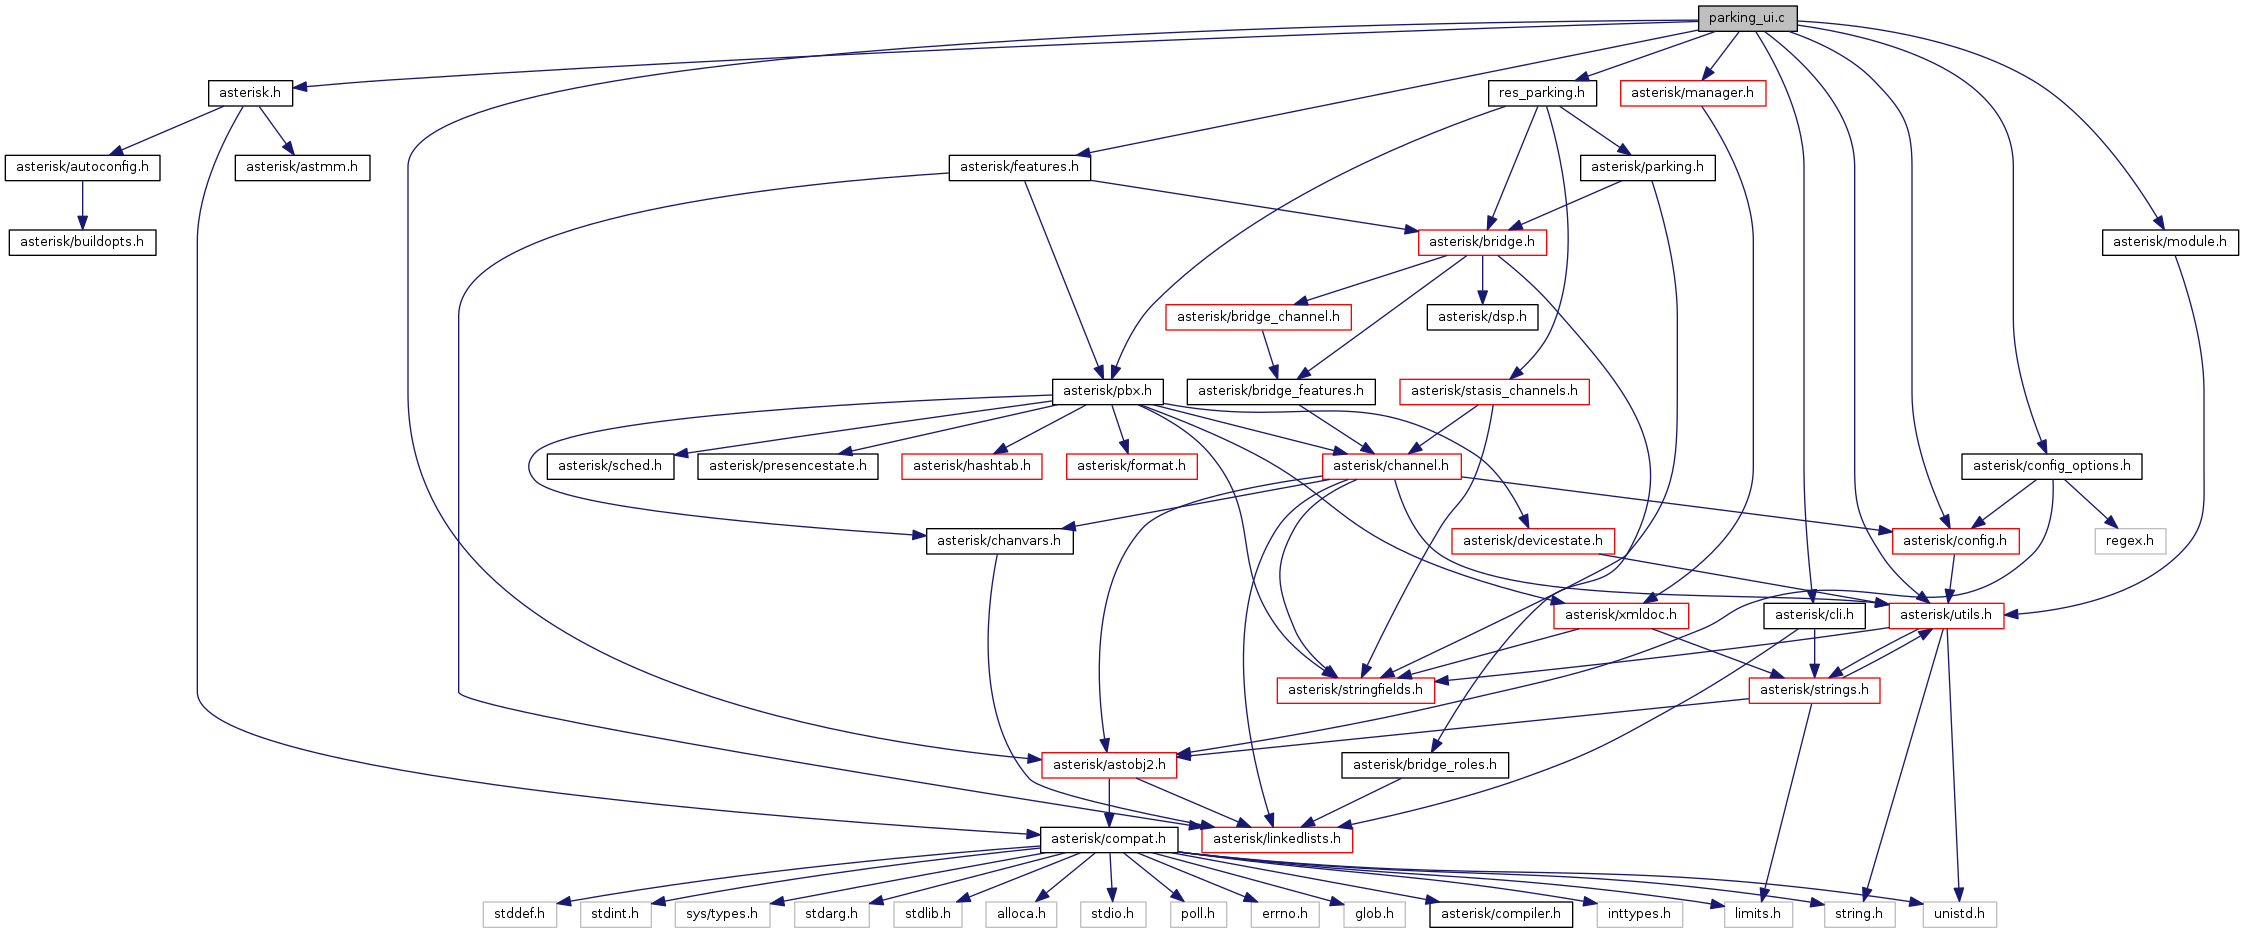 parking_ui.c
asterisk.h
res_parking.h
asterisk/manager.h
asterisk/autoconfig.h
asterisk/astmm.h
asterisk/features.h
asterisk/parking.h
asterisk/buildopts.h
asterisk/bridge.h
asterisk/module.h
asterisk/bridge_channel.h
asterisk/dsp.h
asterisk/pbx.h
asterisk/bridge_features.h
asterisk/stasis_channels.h
asterisk/sched.h
asterisk/presencestate.h
asterisk/hashtab.h
asterisk/format.h
asterisk/channel.h
asterisk/config_options.h
asterisk/chanvars.h
asterisk/devicestate.h
asterisk/config.h
regex.h
asterisk/xmldoc.h
asterisk/cli.h
asterisk/utils.h
asterisk/stringfields.h
asterisk/strings.h
asterisk/astobj2.h
asterisk/bridge_roles.h
asterisk/compat.h
asterisk/linkedlists.h
stddef.h
stdint.h
sys/types.h
stdarg.h
stdlib.h
alloca.h
stdio.h
poll.h
errno.h
glob.h
asterisk/compiler.h
inttypes.h
limits.h
string.h
unistd.h